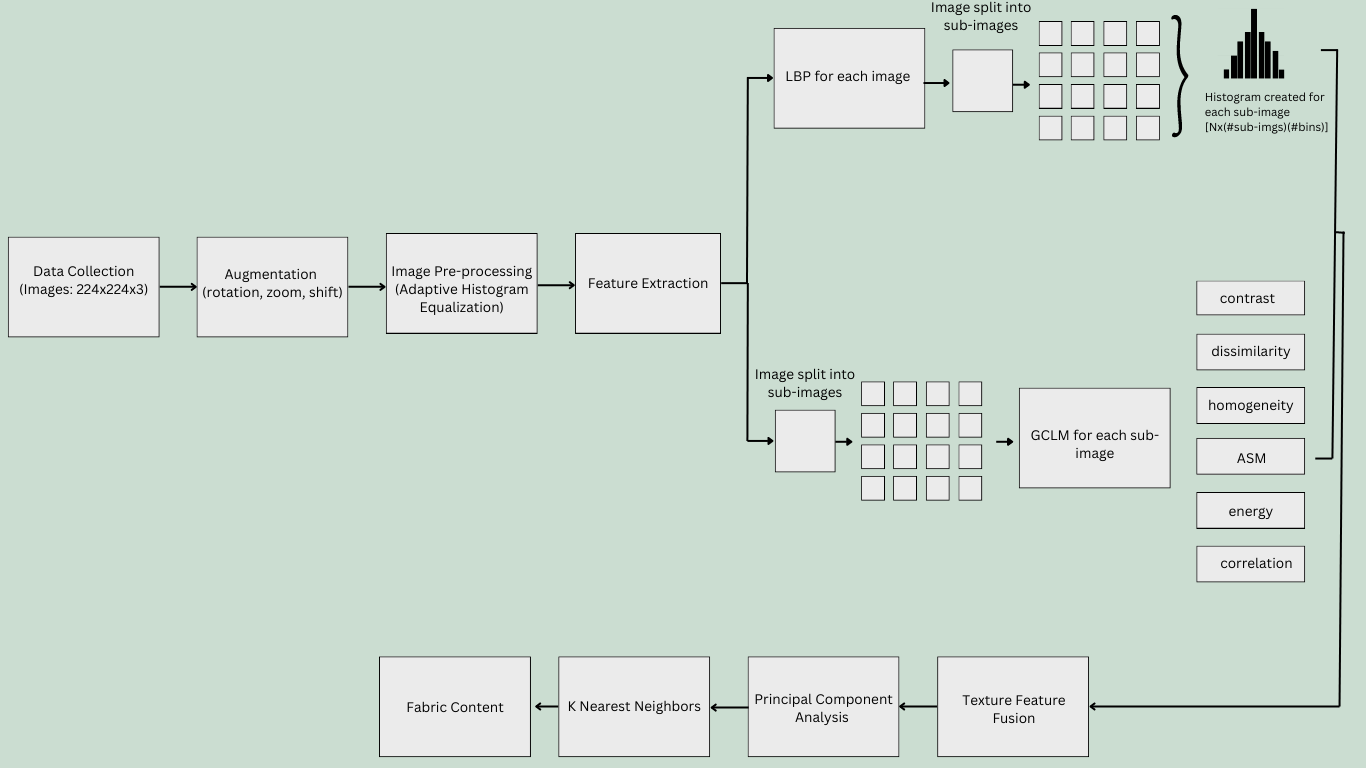 Image split into
sub-images
LBP for each image
Histogram created for
each sub-image
[Nx(#sub-imgs)(#bins)]
Data Collection
(Images: 224x224x3)
Augmentation
(rotation, zoom, shift)
Image Pre-processing
(Adaptive Histogram
Equalization)
Feature Extraction
Image split into
sub-images
GCLM for each sub-
image
contrast
dissimilarity
homogeneity
ASM
energy
correlation
Fabric Content
K Nearest Neighbors
Principal Component
Analysis
Texture Feature
Fusion